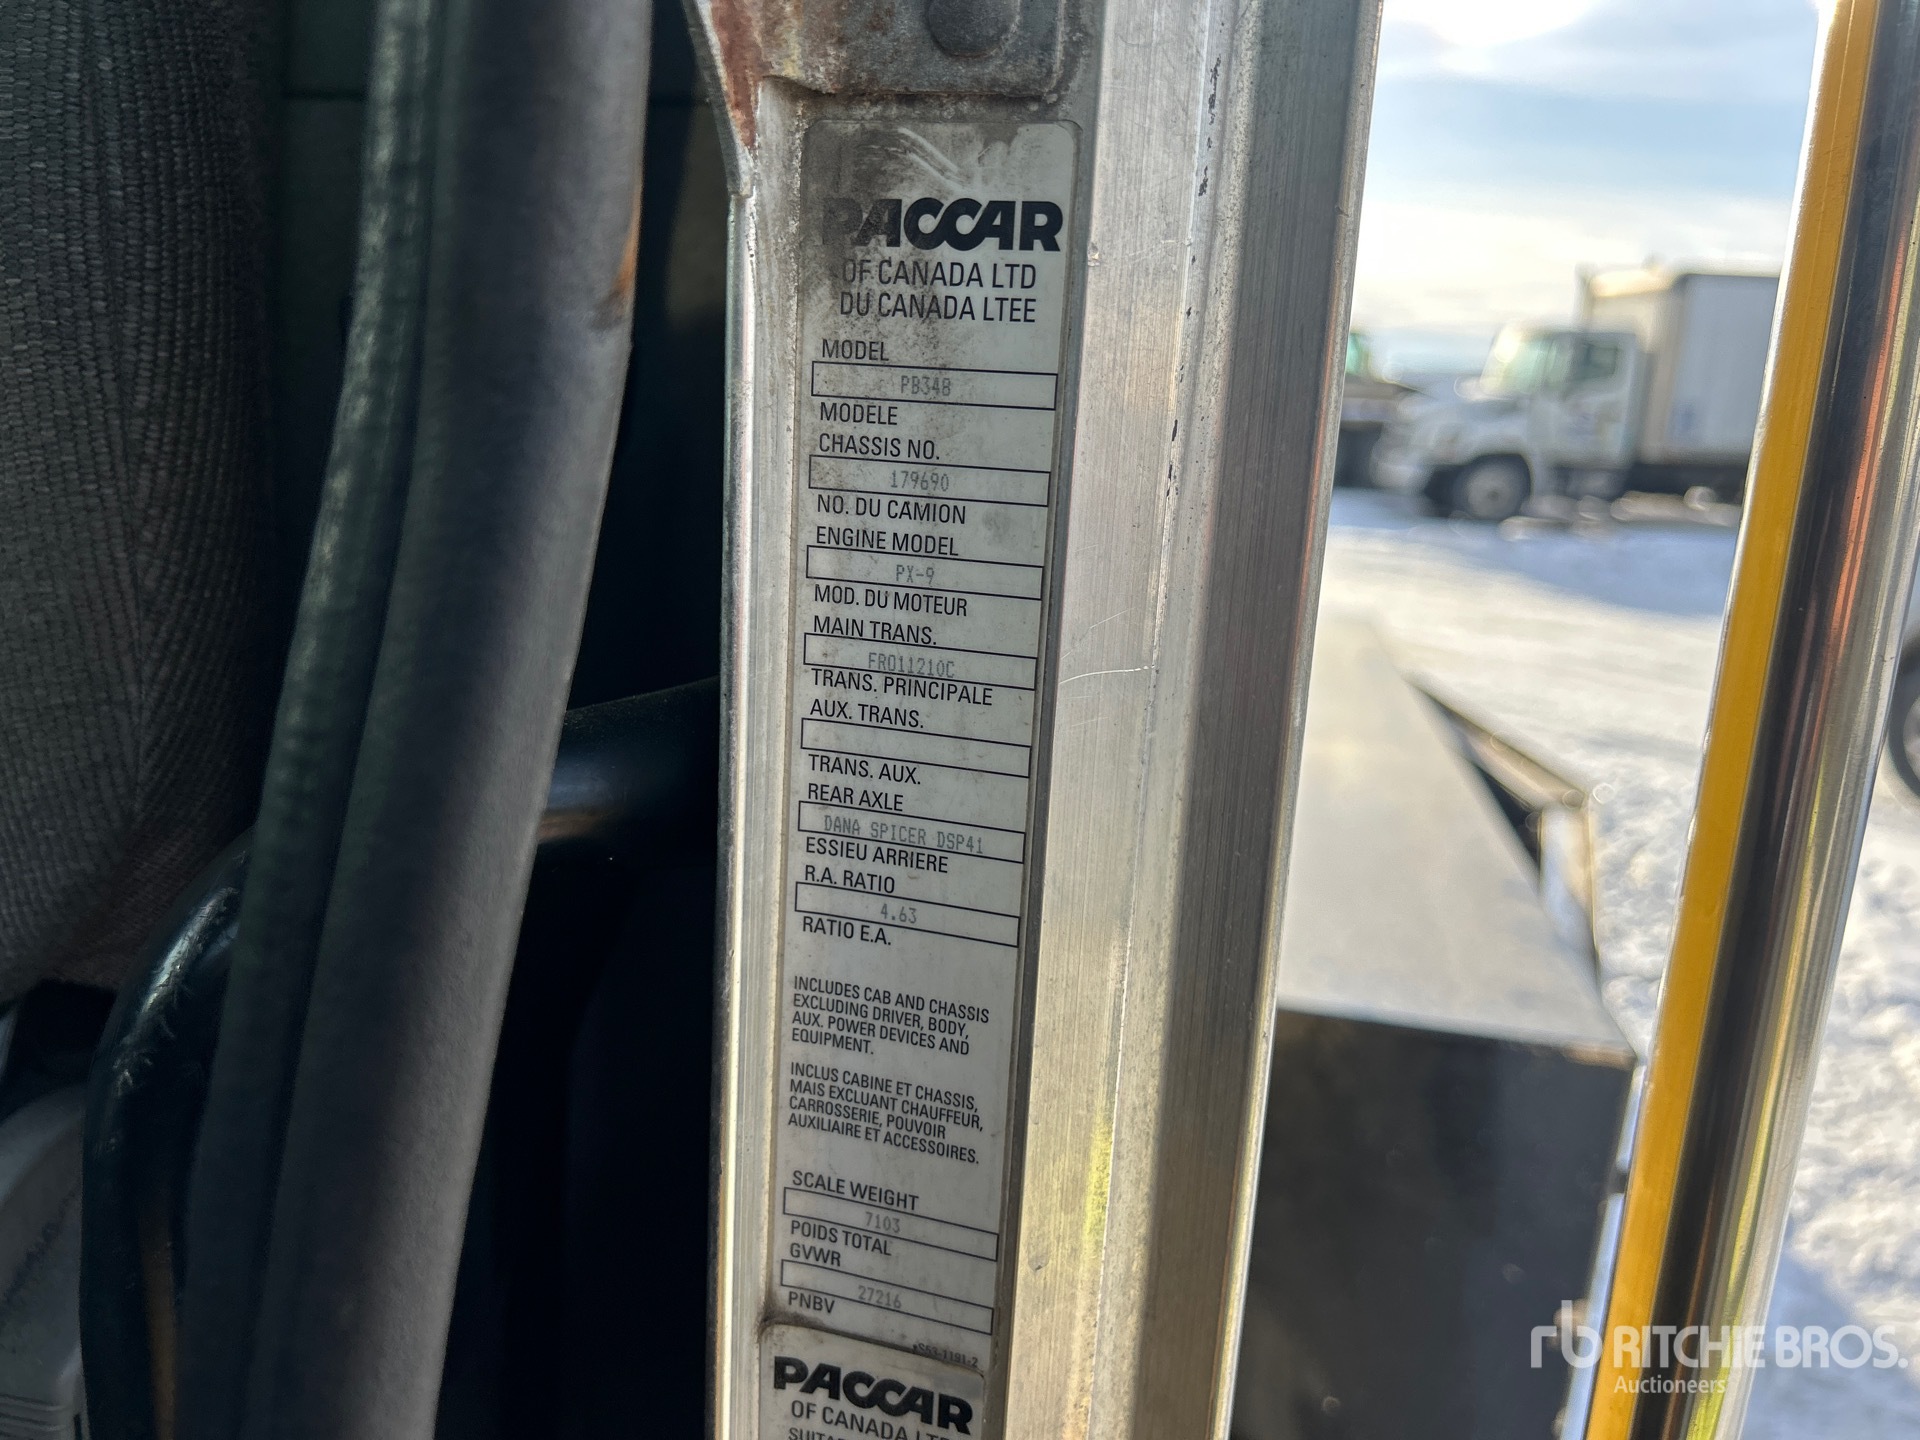 PACCAR
OF CANADA LTD
DU CANADA LTEE
MODEL
PB348
MODELE
CHASSIS NO.
179690
NO. DU CAMION
ENGINE MODEL
PX-9
MOD. DU MOTEUR
MAIN TRANS.
FRO11210C
TRANS. PRINCIPALE
AUX. TRANS.
TRANS. AUX.
REAR AXLE
DANA SPICER DSP41
ESSIEU ARRIERE
R.A. RATIO
4.63
RATIO E.A.
INCLUDES CAB AND CHASSIS
EXCLUDING DRIVER, BODY,
AUX. POWER DEVICES AND
EQUIPMENT.
INCLUS CABINE ET CHASSIS,
MAIS EXCLUANT CHAUFFEUR,
CARROSSERIE, POUVOIR
AUXILIAIRE ET ACCESSOIRES.
SCALE WEIGHT
7103
POIDS TOTAL
GVWR
27216
PNBV
S53-1191-2
PACCAR
OF CANADA
rb RITCHIE BROS.
Auctioneers